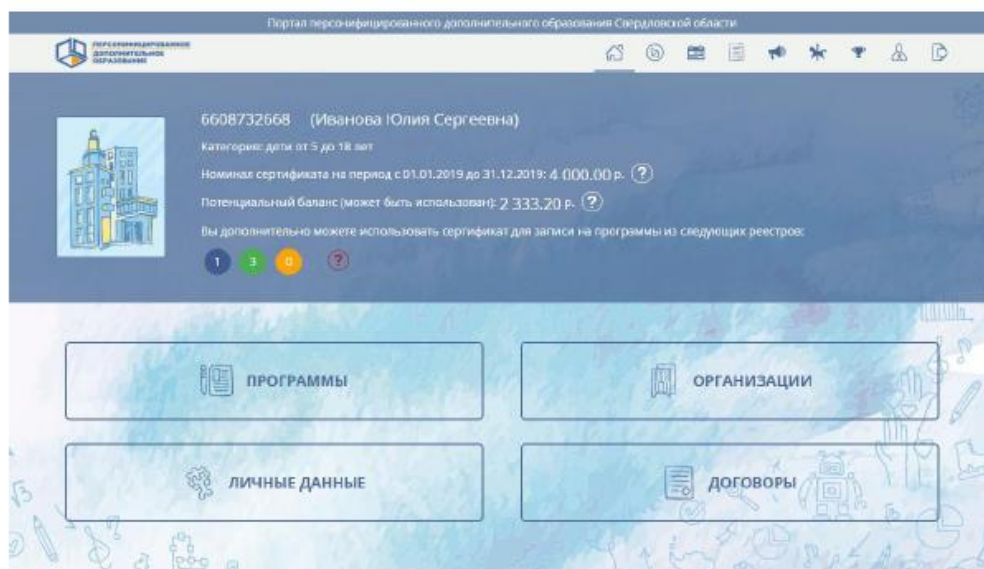 Портал персонифицированного дополнительного образования Свердловской области
ПЕРСОНИФИЦИРОВАННОЕ
ДОПОЛНИТЕЛЬНОЕ
ОБРАЗОВАНИЕ
6608732668 (Иванова Юлия Сергеевна)
Категория: дети от 5 до 18 лет
Номинал сертификата на период с 01.01.2019 до 31.12.2019: 4 000.00 р. ?
Потенциальный баланс (может быть использован): 2 333.20 р. ?
Вы дополнительно можете использовать сертификат для записи на программы из следующих реестров:
1 3 0 ?
ПРОГРАММЫ
ОРГАНИЗАЦИИ
ЛИЧНЫЕ ДАННЫЕ
ДОГОВОРЫ